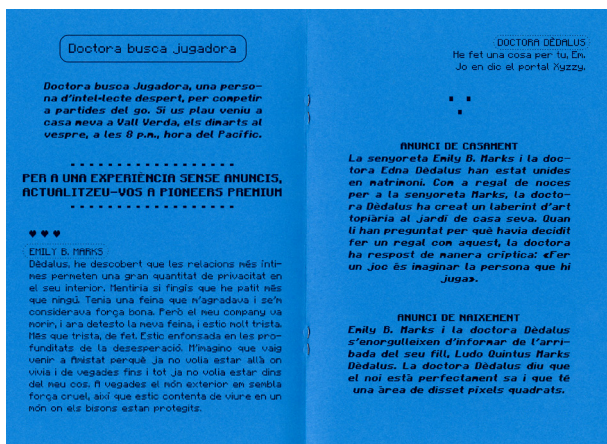 Doctora busca jugadora
Doctora busca Jugadora, una perso-
na d'intel·lecte despert, per competir
a partides del go. Si us plau veniu a
casa meva a Vall Verda, els dimarts al
vespre, a les 8 p.m., hora del Pacífic.
PER A UNA EXPERIÈNCIA SENSE ANUNCIS,
ACTUALITZEU-VOS A PIONEERS PREMIUM
♥ ♥ ♥
EMILY B. MARKS
Dèdalus, he descobert que les relacions més ínti-
mes permeten una gran quantitat de privacitat en
el seu interior. Mentiria si fingís que he patit més
que ningú. Tenia una feina que m'agradava i se'm
considerava força bona. Però el meu company va
morir, i ara detesto la meva feina, i estic molt trista.
Més que trista, de fet. Estic enfonsada en les pro-
funditats de la desesperació. M'imagino que vaig
venir a Amistat perquè ja no volia estar allà on
vivia i de vegades fins i tot ja no volia estar dins
del meu cos. A vegades el món exterior em sembla
força cruel, així que estic contenta de viure en un
món on els bisons estan protegits.
DOCTORA DÈDALUS
He fet una cosa per tu, Em.
Jo en dic el portal Xyzzy.
ANUNCI DE CASAMENT
La senyoreta Emily B. Marks i la doc-
tora Edna Dèdalus han estat unides
en matrimoni. Com a regal de noces
per a la senyoreta Marks, la docto-
ra Dèdalus ha creat un laberint d'art
topiària al jardí de casa seva. Quan
li han preguntat per què havia decidit
fer un regal com aquest, la doctora
ha respost de manera críptica: «Fer
un joc és imaginar la persona que hi
juga».
ANUNCI DE NAIXEMENT
Emily B. Marks i la doctora Dèdalus
s'enorgulleixen d'informar de l'arri-
bada del seu fill, Ludo Quintus Marks
Dèdalus. La doctora Dèdalus diu que
el noi està perfectament sa i que té
una àrea de disset píxels quadrats.